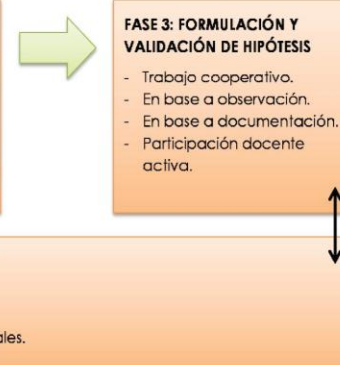 FASE 3: FORMULACIÓN Y
VALIDACIÓN DE HIPÓTESIS
- Trabajo cooperativo.
- En base a observación.
- En base a documentación.
- Participación docente
activa.
ales.